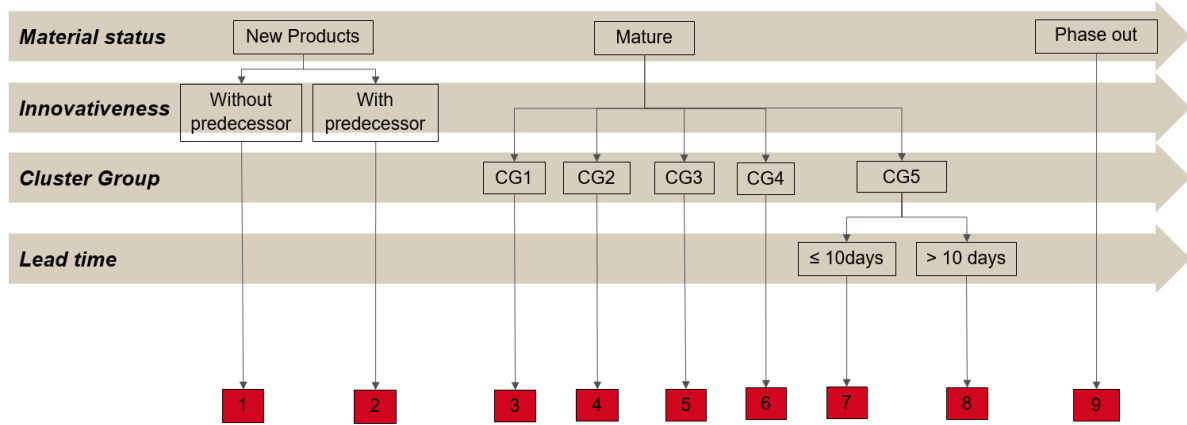 Material status
New Products
Mature
Phase out
Innovativeness
Without
predecessor
With
predecessor
Cluster Group
CG1
CG2
CG3
CG4
CG5
Lead time
≤ 10days
> 10 days
1
2
3
4
5
6
7
8
9